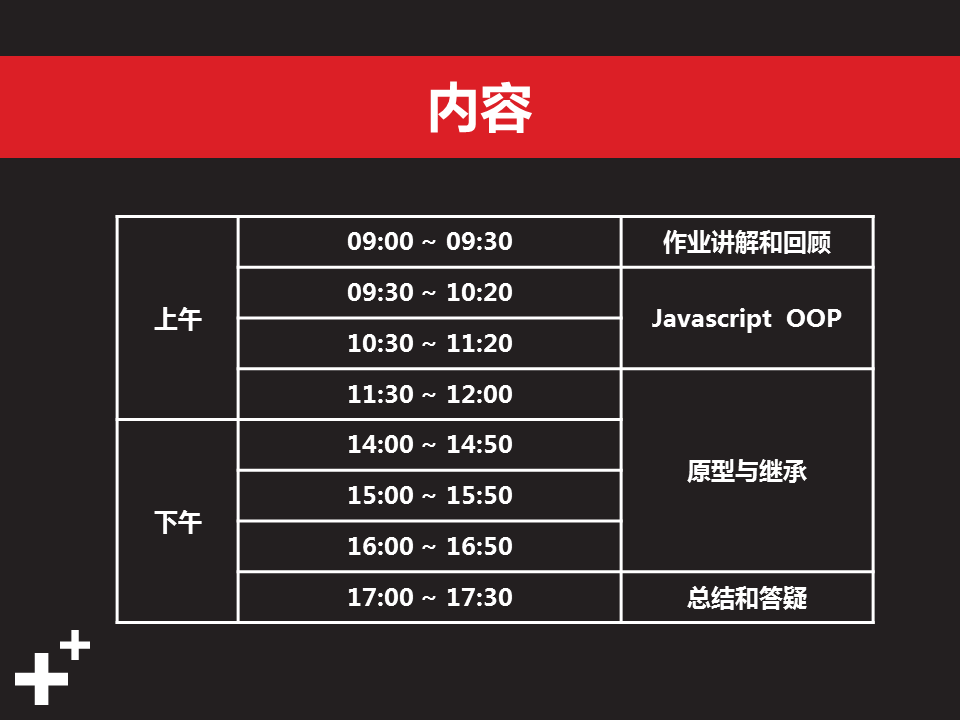 内容
上午
09:00 ~ 09:30
作业讲解和回顾
09:30 ~ 10:20
Javascript  OOP
10:30 ~ 11:20
11:30 ~ 12:00
原型与继承
下午
14:00 ~ 14:50
15:00 ~ 15:50
16:00 ~ 16:50
17:00 ~ 17:30
总结和答疑